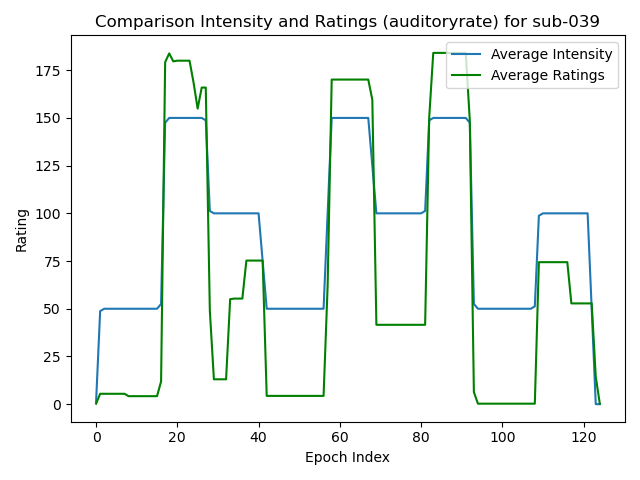 Comparison Intensity and Ratings (auditoryrate) for sub-039
Average Intensity
Average Ratings
Rating
175
150
125
100
75
50
25
0
0 20 40 60 80 100 120
Epoch Index